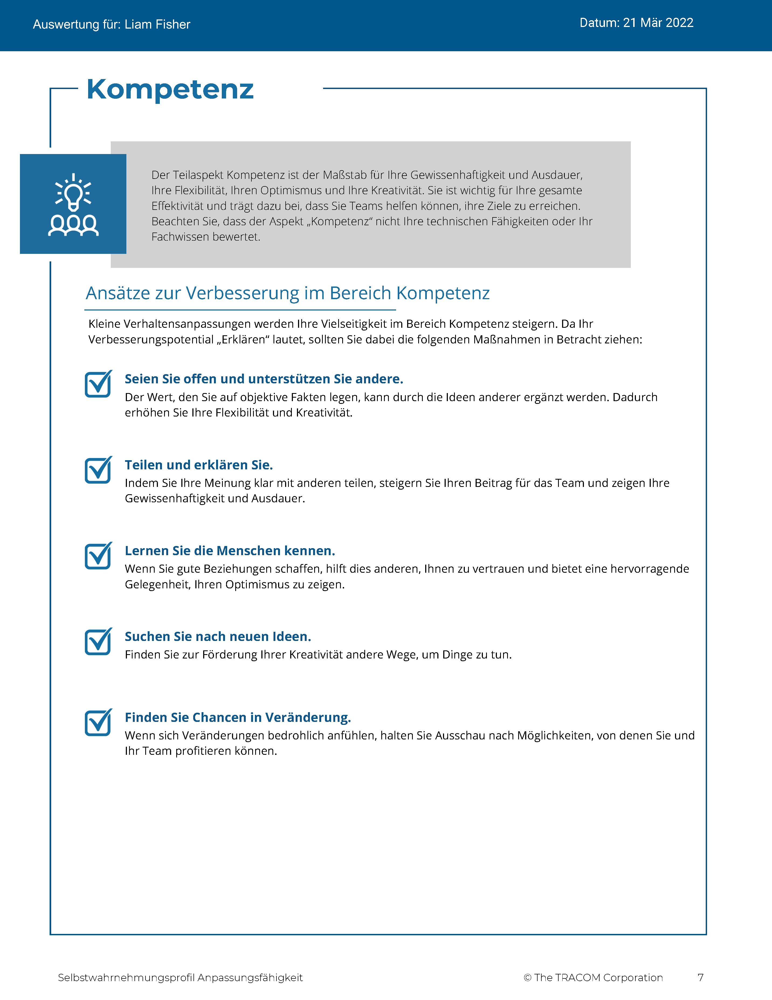 Auswertung für: Liam Fisher
Datum: 21 Mär 2022
Kompetenz
Der Teilaspekt Kompetenz ist der Maßstab für Ihre Gewissenhaftigkeit und Ausdauer,
Ihre Flexibilität, Ihren Optimismus und Ihre Kreativität. Sie ist wichtig für Ihre gesamte
Effektivität und trägt dazu bei, dass Sie Teams helfen können, ihre Ziele zu erreichen.
Beachten Sie, dass der Aspekt „Kompetenz“ nicht Ihre technischen Fähigkeiten oder Ihr
Fachwissen bewertet.
Ansätze zur Verbesserung im Bereich Kompetenz
Kleine Verhaltensanpassungen werden Ihre Vielseitigkeit im Bereich Kompetenz steigern. Da Ihr
Verbesserungspotential „Erklären“ lautet, sollten Sie dabei die folgenden Maßnahmen in Betracht ziehen:
Seien Sie offen und unterstützen Sie andere.
Der Wert, den Sie auf objektive Fakten legen, kann durch die Ideen anderer ergänzt werden. Dadurch
erhöhen Sie Ihre Flexibilität und Kreativität.
Teilen und erklären Sie.
Indem Sie Ihre Meinung klar mit anderen teilen, steigern Sie Ihren Beitrag für das Team und zeigen Ihre
Gewissenhaftigkeit und Ausdauer.
Lernen Sie die Menschen kennen.
Wenn Sie gute Beziehungen schaffen, hilft dies anderen, Ihnen zu vertrauen und bietet eine hervorragende
Gelegenheit, Ihren Optimismus zu zeigen.
Suchen Sie nach neuen Ideen.
Finden Sie zur Förderung Ihrer Kreativität andere Wege, um Dinge zu tun.
Finden Sie Chancen in Veränderung.
Wenn sich Veränderungen bedrohlich anfühlen, halten Sie Ausschau nach Möglichkeiten, von denen Sie und
Ihr Team profitieren können.
Selbstwahrnehmungsprofil Anpassungsfähigkeit
© The TRACOM Corporation
7